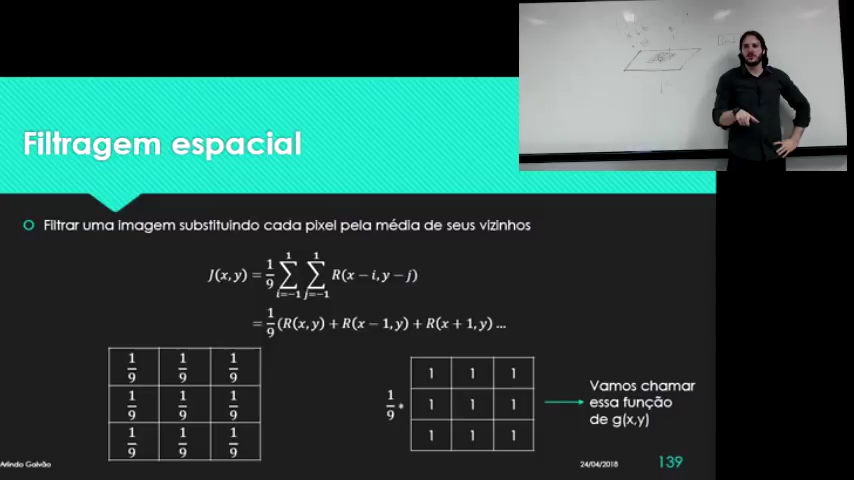 Filtragem espacial
Filtrar uma imagem substituindo cada pixel pela média de seus vizinhos
J(x,y) = 1/9 ∑_{i=-1}^{1} ∑_{j=-1}^{1} R(x − i, y − j)
= 1/9 (R(x,y) + R(x − 1, y) + R(x + 1, y) ...
1/9 1/9 1/9
1/9 1/9 1/9
1/9 1/9 1/9
1/9 *
1 1 1
1 1 1
1 1 1
Vamos chamar
essa função
de g(x,y)
Arlindo Galvão
24/04/2018
139